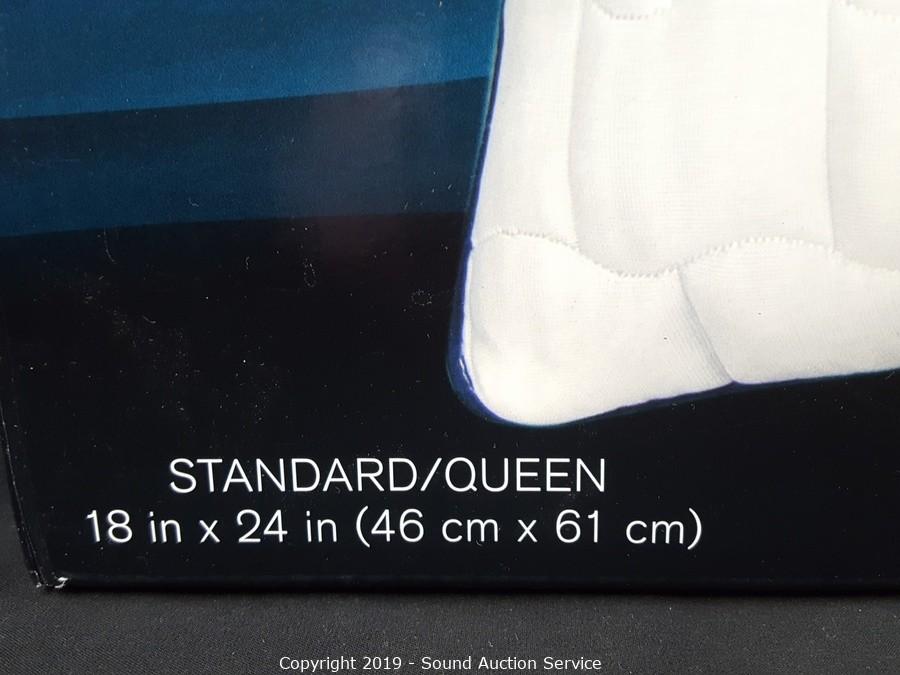 STANDARD/QUEEN
18 in x 24 in (46 cm x 61 cm)
Copyright 2019 - Sound Auction Service